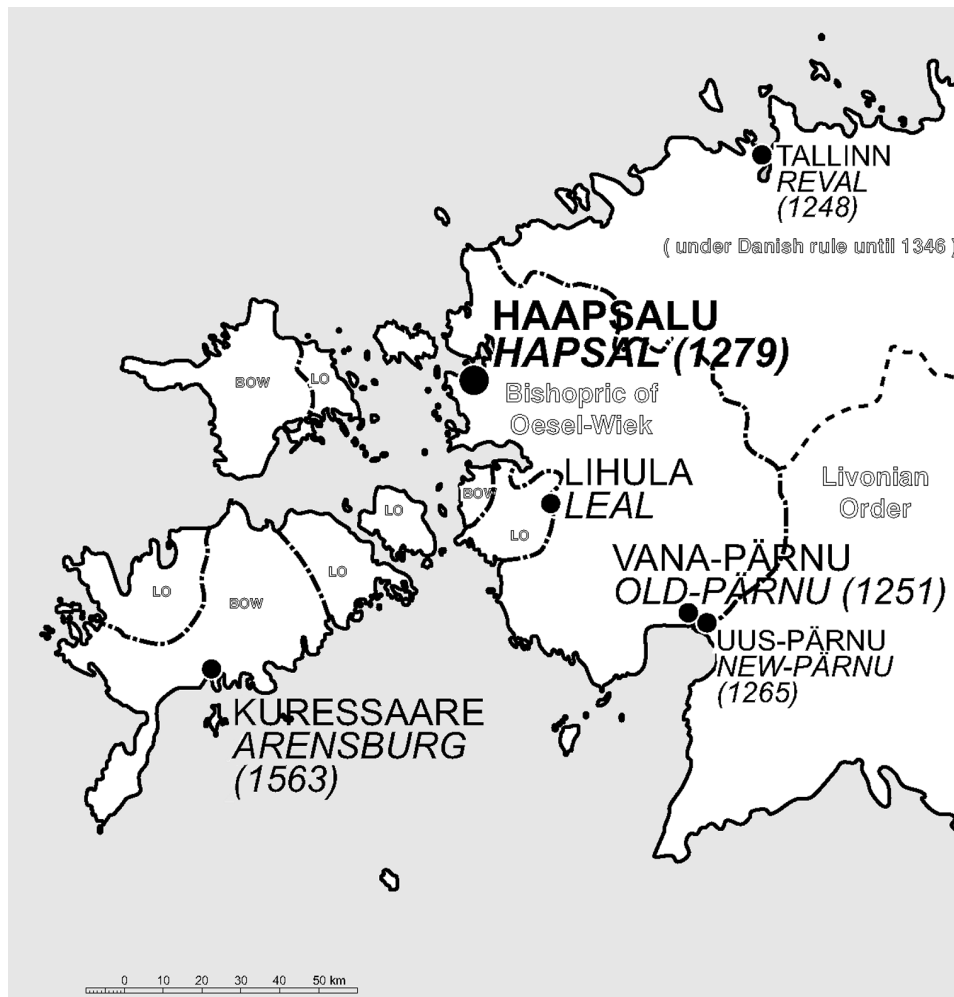 TALLINN
REVAL
(1248)
( under Danish rule until 1346 )
HAAPSALU
HAPSAL (1279)
BOW
LO
Bishopric of
Oesel-Wiek
LIHULA
LEAL
BOW
LO
LO
Livonian
Order
VANA-PÄRNU
OLD-PÄRNU (1251)
LO
BOW
LO
UUS-PÄRNU
NEW-PÄRNU
(1265)
KURESSAARE
ARENSBURG
(1563)
0 10 20 30 40 50 km